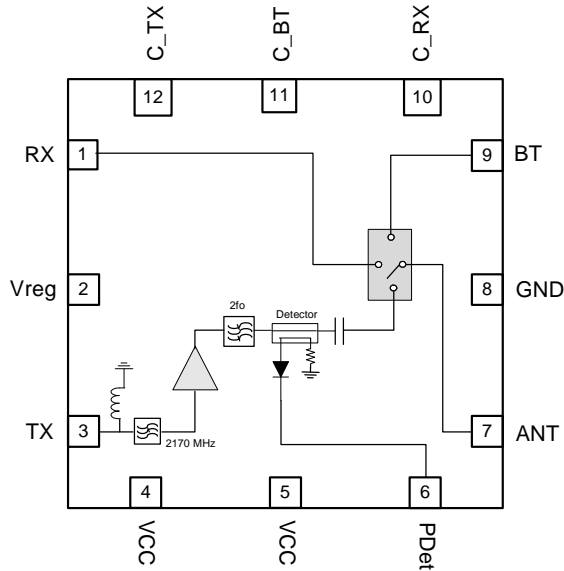 C_TX
C_BT
C_RX
12
11
10
RX
1
9
BT
Vreg
2
8
GND
2fo
Detector
TX
3
2170 MHz
7
ANT
4
5
6
VCC
VCC
PDet